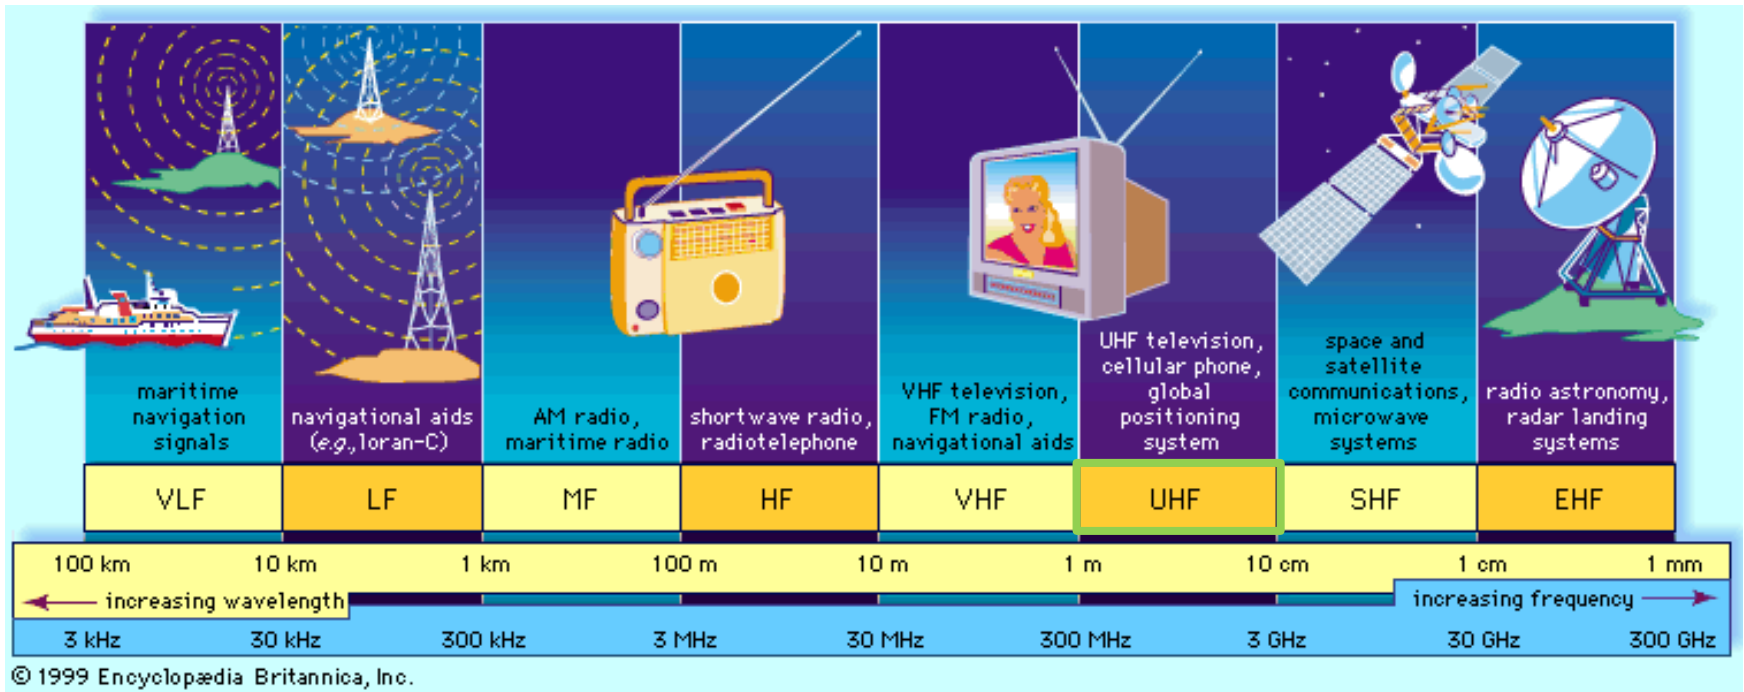 maritime
navigation
signals
navigational aids
(e.g., loran-C)
AM radio,
maritime radio
shortwave radio,
radiotelephone
VHF television,
FM radio,
navigational aids
UHF television,
cellular phone,
global
positioning
system
space and
satellite
communications,
microwave
systems
radio astronomy,
radar landing
systems
VLF LF MF HF VHF UHF SHF EHF
100 km 10 km 1 km 100 m 10 m 1 m 10 cm 1 cm 1 mm
increasing wavelength increasing frequency
3 kHz 30 kHz 300 kHz 3 MHz 30 MHz 300 MHz 3 GHz 30 GHz 300 GHz
© 1999 Encyclopædia Britannica, Inc.